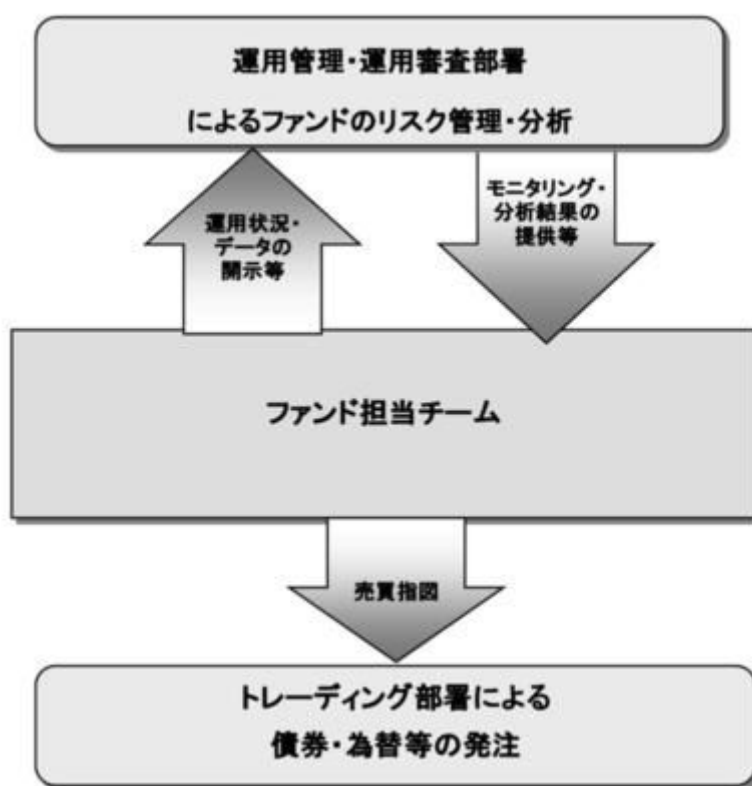 運用管理・運用審査部署
によるファンドのリスク管理・分析
運用状況・
データの
開示等
モニタリング・
分析結果の
提供等
ファンド担当チーム
売買指図
トレーディング部署による
債券・為替等の発注